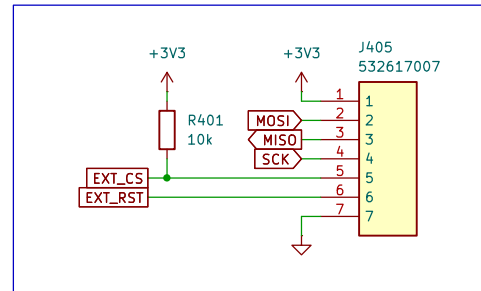 J405
532617007
+3V3
+3V3
R401
10k
1 1
MOSI 2 2
MISO 3 3
SCK 4 4
EXT_CS 5 5
EXT_RST 6 6
7 7